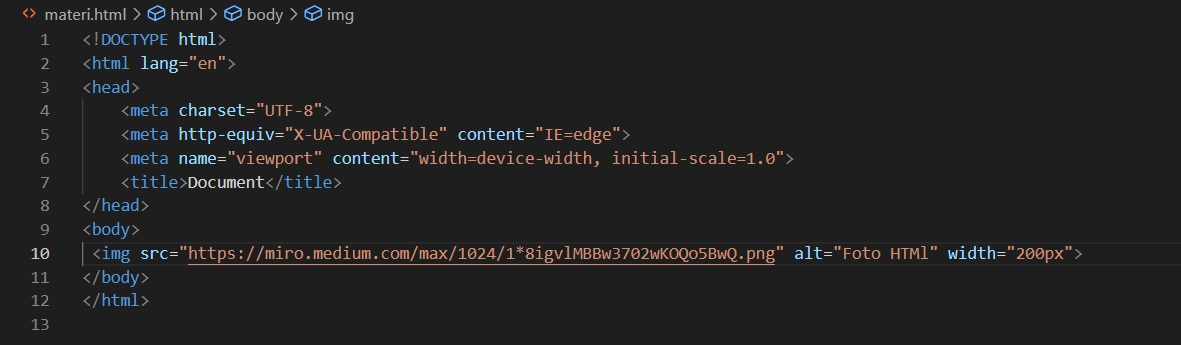 materi.html > html > body > img
1 <!DOCTYPE html>
2 <html lang="en">
3 <head>
4     <meta charset="UTF-8">
5     <meta http-equiv="X-UA-Compatible" content="IE=edge">
6     <meta name="viewport" content="width=device-width, initial-scale=1.0">
7     <title>Document</title>
8 </head>
9 <body>
10  <img src="https://miro.medium.com/max/1024/1*8igvlMBBw3702wKOQo5BwQ.png" alt="Foto HTMl" width="200px">
11 </body>
12 </html>
13